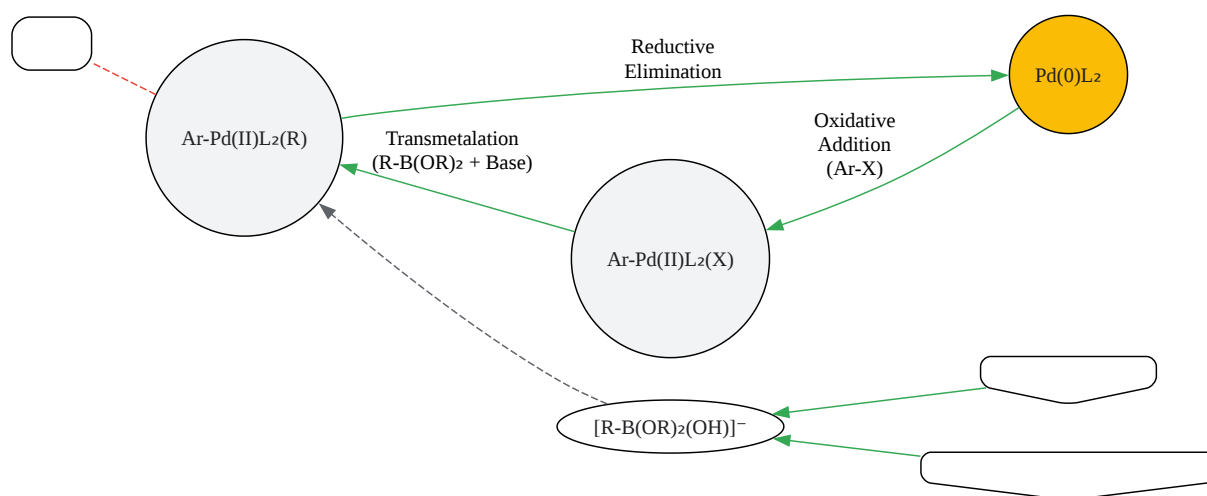 Reductive
Elimination
Pd(0)L₂
Oxidative
Addition
(Ar-X)
Ar-Pd(II)L₂(R)
Transmetalation
(R-B(OR)₂ + Base)
Ar-Pd(II)L₂(X)
[R-B(OR)₂(OH)]⁻